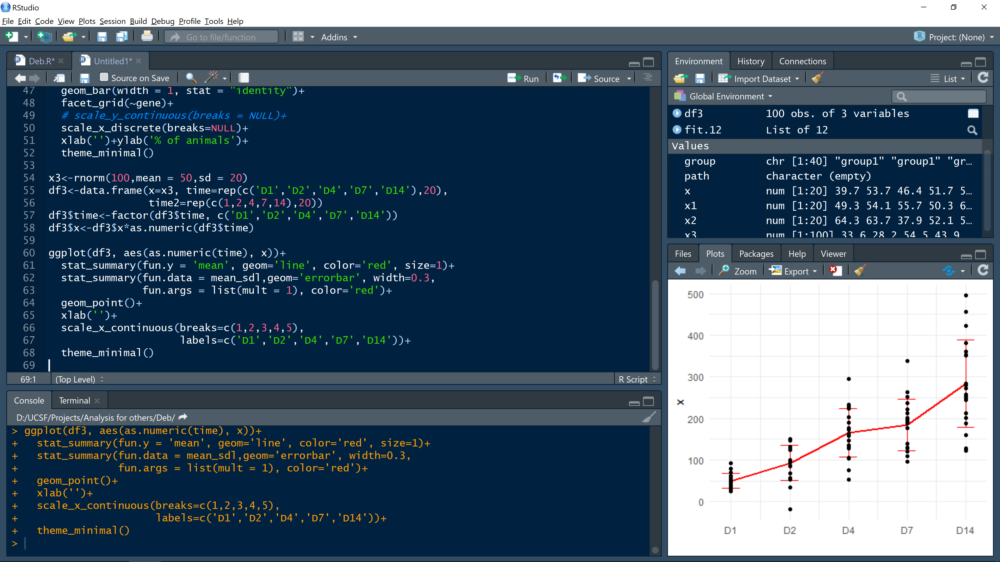 RStudio
File Edit Code View Plots Session Build Debug Profile Tools Help
Go to file/function
Addins
Project: (None)
Deb.R*
Untitled1*
Source on Save
Run
Source
47 geom_bar(width = 1, stat = "identity")+
48 facet_grid(~gene)+
49 # scale_y_continuous(breaks = NULL)+
50 scale_x_discrete(breaks=NULL)+
51 xlab('')+ylab('% of animals')+
52 theme_minimal()
53
54 x3<-rnorm(100,mean = 50,sd = 20)
55 df3<-data.frame(x=x3, time=rep(c('D1','D2','D4','D7','D14'),20),
56 time2=rep(c(1,2,4,7,14),20))
57 df3$time<-factor(df3$time, c('D1','D2','D4','D7','D14'))
58 df3$x<-df3$x*as.numeric(df3$time)
59
60 ggplot(df3, aes(as.numeric(time), x))+
61 stat_summary(fun.y = 'mean', geom='line', color='red', size=1)+
62 stat_summary(fun.data = mean_sdl,geom='errorbar', width=0.3,
63 fun.args = list(mult = 1), color='red')+
64 geom_point()+
65 xlab('')+
66 scale_x_continuous(breaks=c(1,2,3,4,5),
67 labels=c('D1','D2','D4','D7','D14'))+
68 theme_minimal()
69
69:1 (Top Level) R Script
Console Terminal
D:/UCSF/Projects/Analysis for others/Deb/
> ggplot(df3, aes(as.numeric(time), x))+
+ stat_summary(fun.y = 'mean', geom='line', color='red', size=1)+
+ stat_summary(fun.data = mean_sdl,geom='errorbar', width=0.3,
+ fun.args = list(mult = 1), color='red')+
+ geom_point()+
+ xlab('')+
+ scale_x_continuous(breaks=c(1,2,3,4,5),
+ labels=c('D1','D2','D4','D7','D14'))+
+ theme_minimal()
>
Environment History Connections
Import Dataset
List
Global Environment
df3 100 obs. of 3 variables
fit.12 List of 12
Values
group chr [1:40] "group1" "group1" "gr...
path character (empty)
x num [1:20] 39.7 53.7 46.4 51.7 5...
x1 num [1:20] 49.3 54.1 55.7 50.3 6...
x2 num [1:20] 64.3 63.7 37.9 52.1 5...
x3 num [1:100] 33.6 28.2 54.5 43.9
Files Plots Packages Help Viewer
Zoom Export
500
400
300
x
200
100
0
D1 D2 D4 D7 D14